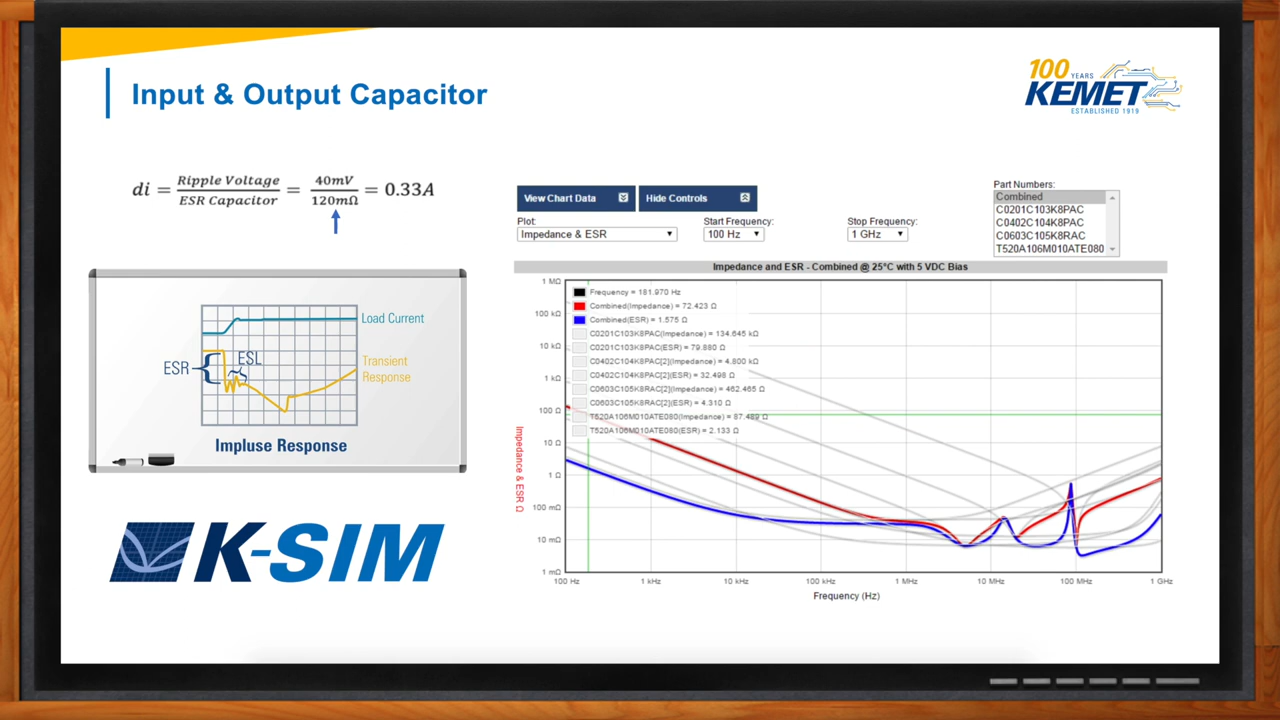 Input & Output Capacitor
100 YEARS
KEMET
ESTABLISHED 1919
di = Ripple Voltage / ESR Capacitor = 40mV / 120mΩ = 0.33A
Load Current
ESR
ESL
Transient
Response
Impluse Response
K-SIM
View Chart Data
Hide Controls
Plot:
Impedance & ESR
Start Frequency:
100 Hz
Stop Frequency:
1 GHz
Part Numbers:
Combined
C0201C103K8PAC
C0402C104K8PAC
C0603C105K8RAC
T520A106M010ATE080
Impedance and ESR - Combined @ 25°C with 5 VDC Bias
Frequency = 181.970 Hz
Combined(Impedance) = 72.423 Ω
Combined(ESR) = 1.575 Ω
C0201C103K8PAC(Impedance) = 134.645 kΩ
C0201C103K8PAC(ESR) = 79.880 Ω
C0402C104K8PAC[2](Impedance) = 4.800 kΩ
C0402C104K8PAC[2](ESR) = 32.498 Ω
C0603C105K8RAC[2](Impedance) = 462.465 Ω
C0603C105K8RAC[2](ESR) = 4.310 Ω
T520A106M010ATE080(Impedance) = 87.489 Ω
T520A106M010ATE080(ESR) = 2.133 Ω
1 MΩ
100 kΩ
10 kΩ
1 kΩ
100 Ω
10 Ω
1 Ω
100 mΩ
10 mΩ
1 mΩ
Impedance & ESR Ω
100 Hz
1 kHz
10 kHz
100 kHz
1 MHz
10 MHz
100 MHz
1 GHz
Frequency (Hz)